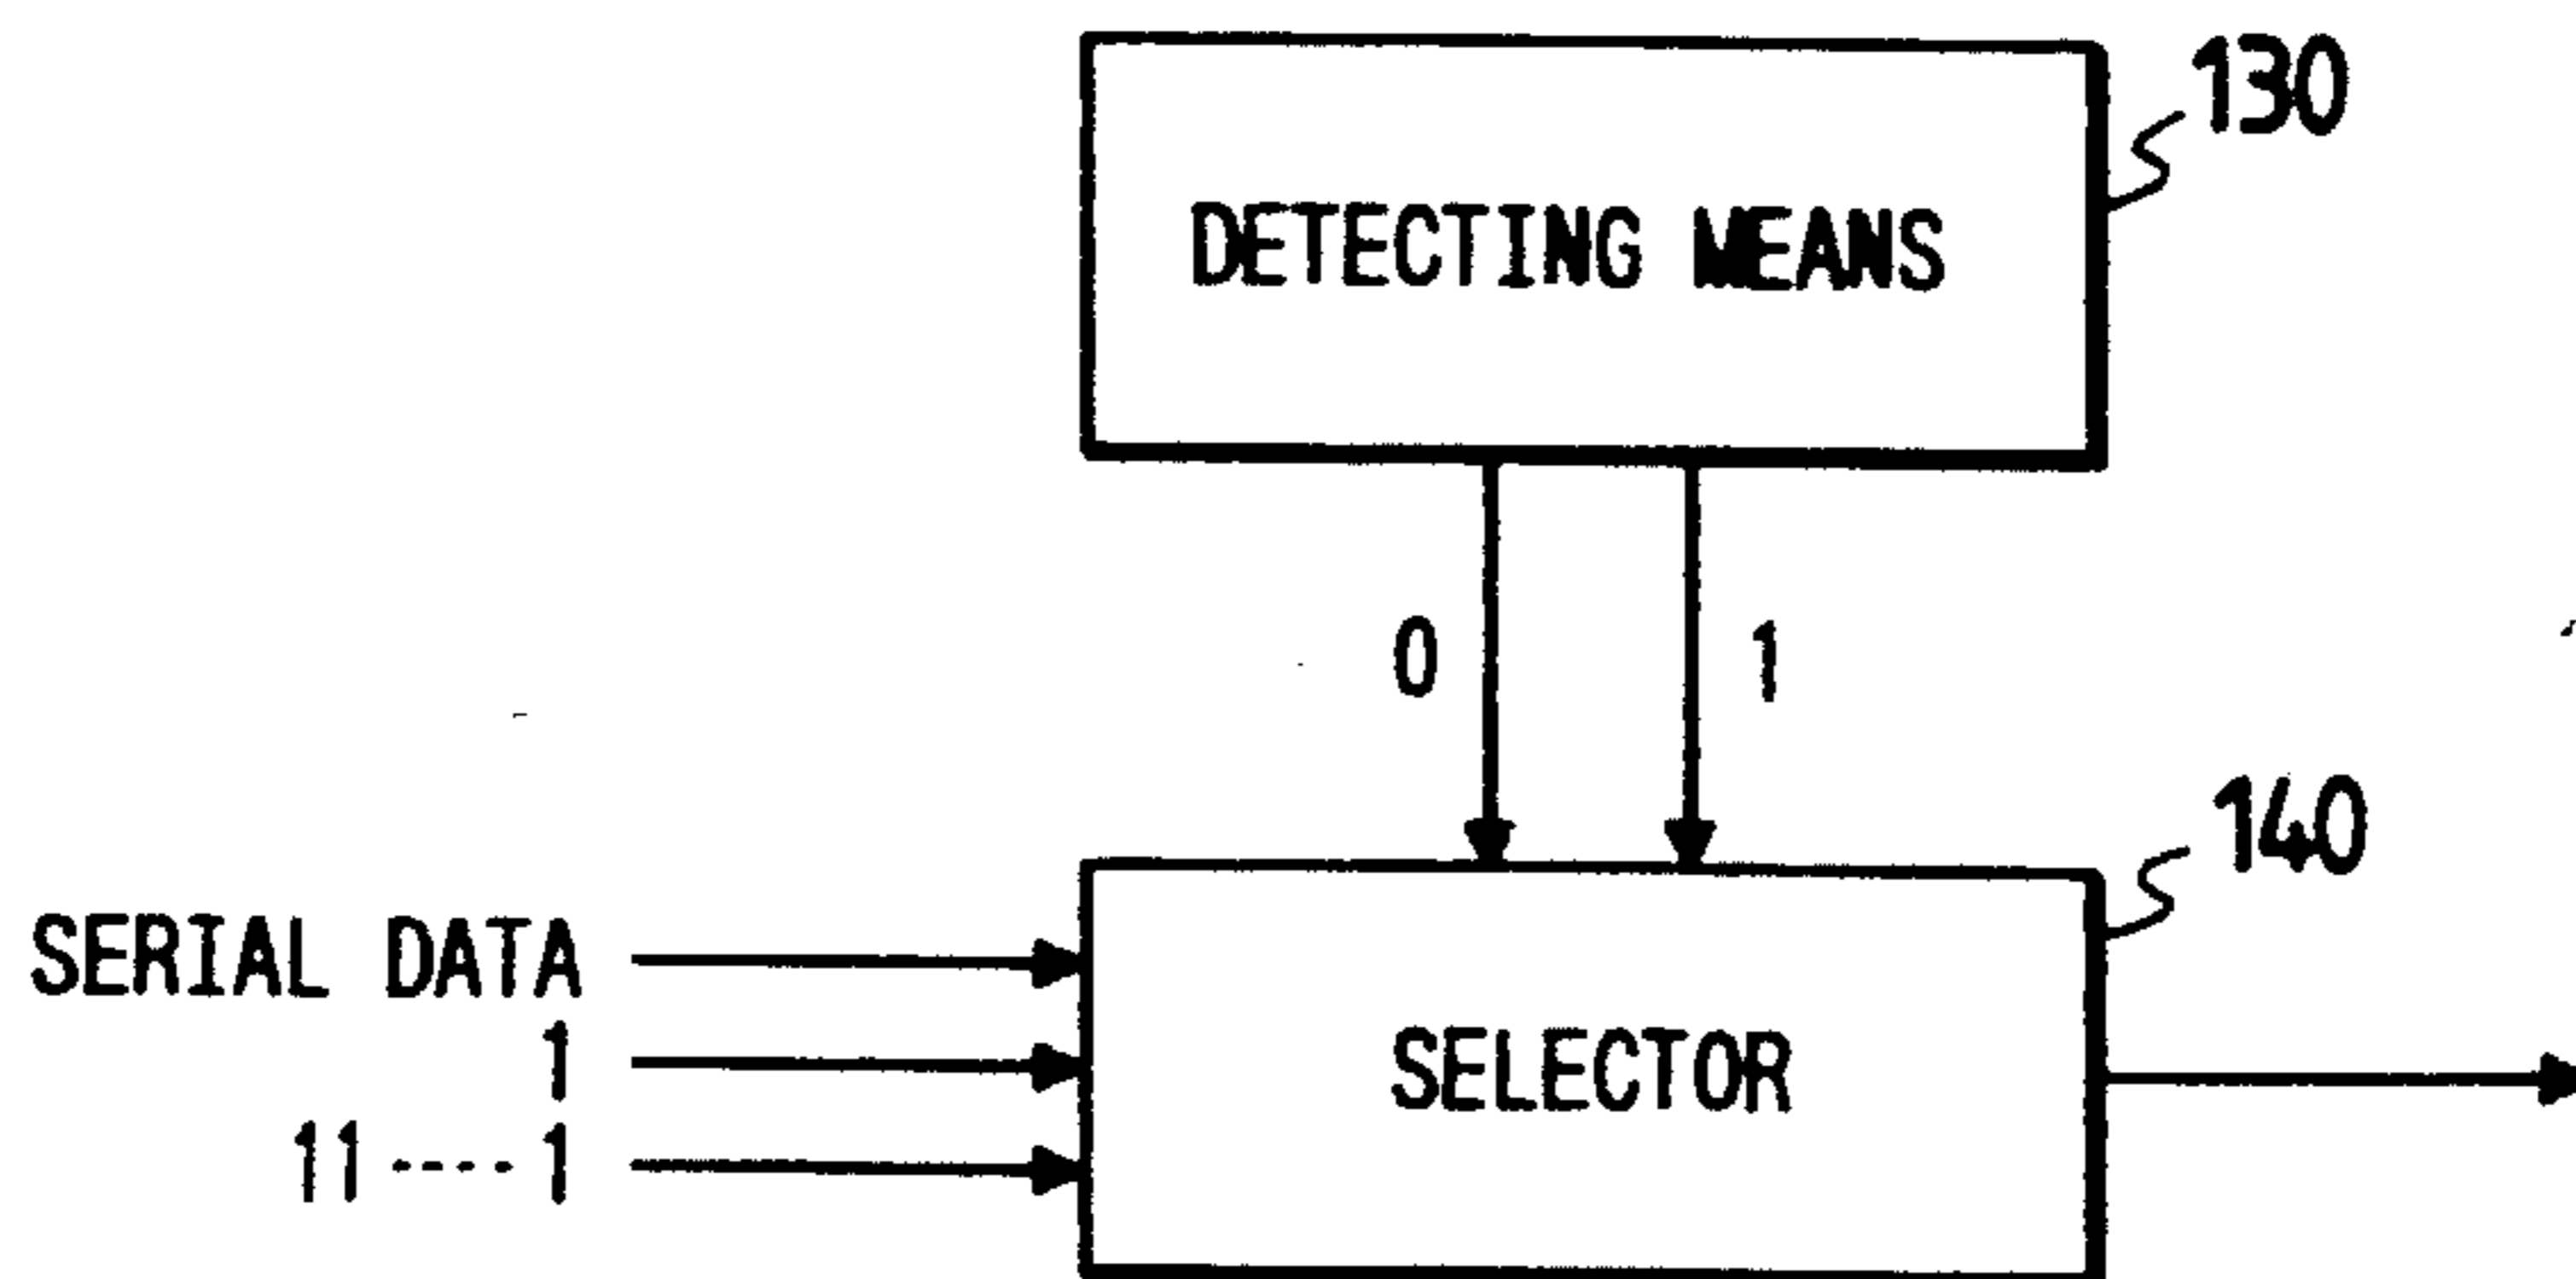 130
DETECTING MEANS
0 1
140
SERIAL DATA
1
SELECTOR
11----1